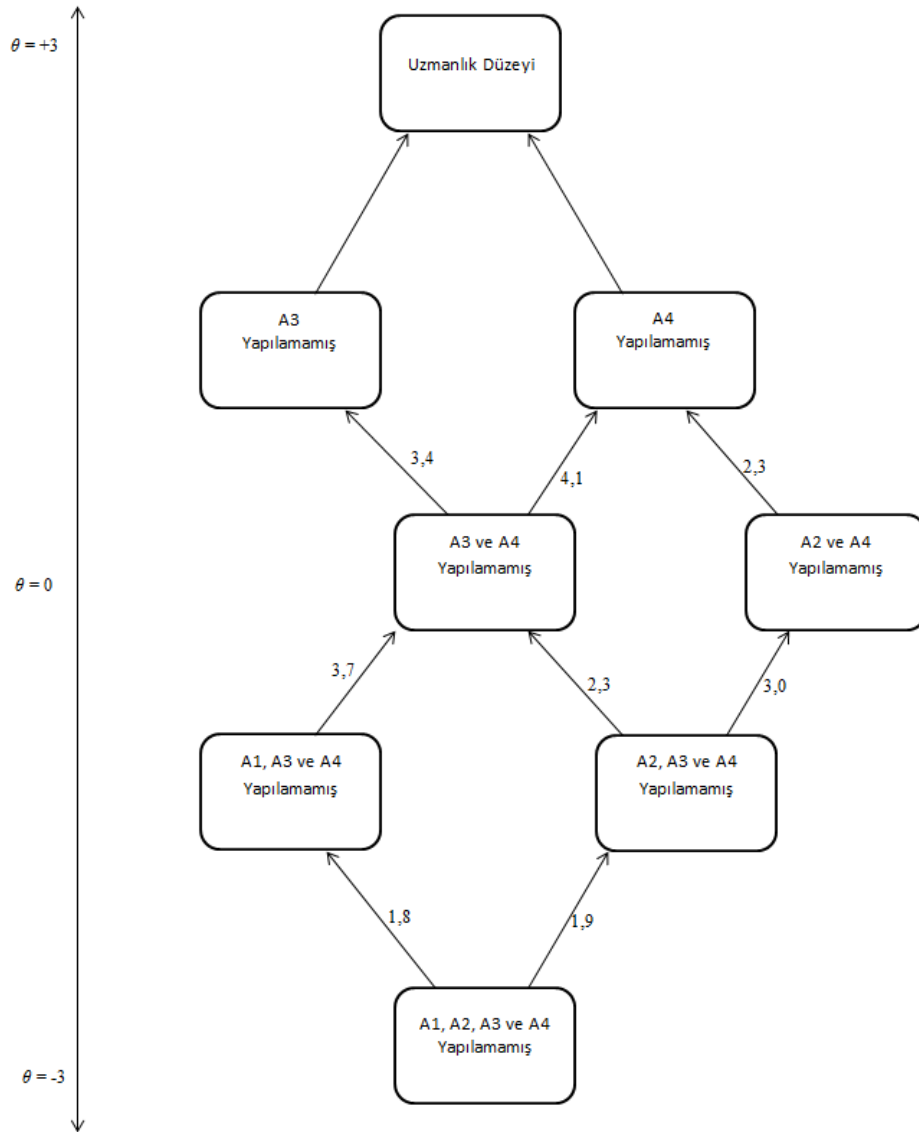 θ = +3
Uzmanlık Düzeyi
A3
Yapılamamış
A4
Yapılamamış
3,4
4,1
2,3
A3 ve A4
Yapılamamış
A2 ve A4
Yapılamamış
θ = 0
3,7
2,3
3,0
A1, A3 ve A4
Yapılamamış
A2, A3 ve A4
Yapılamamış
1,8
1,9
A1, A2, A3 ve A4
Yapılamamış
θ = -3